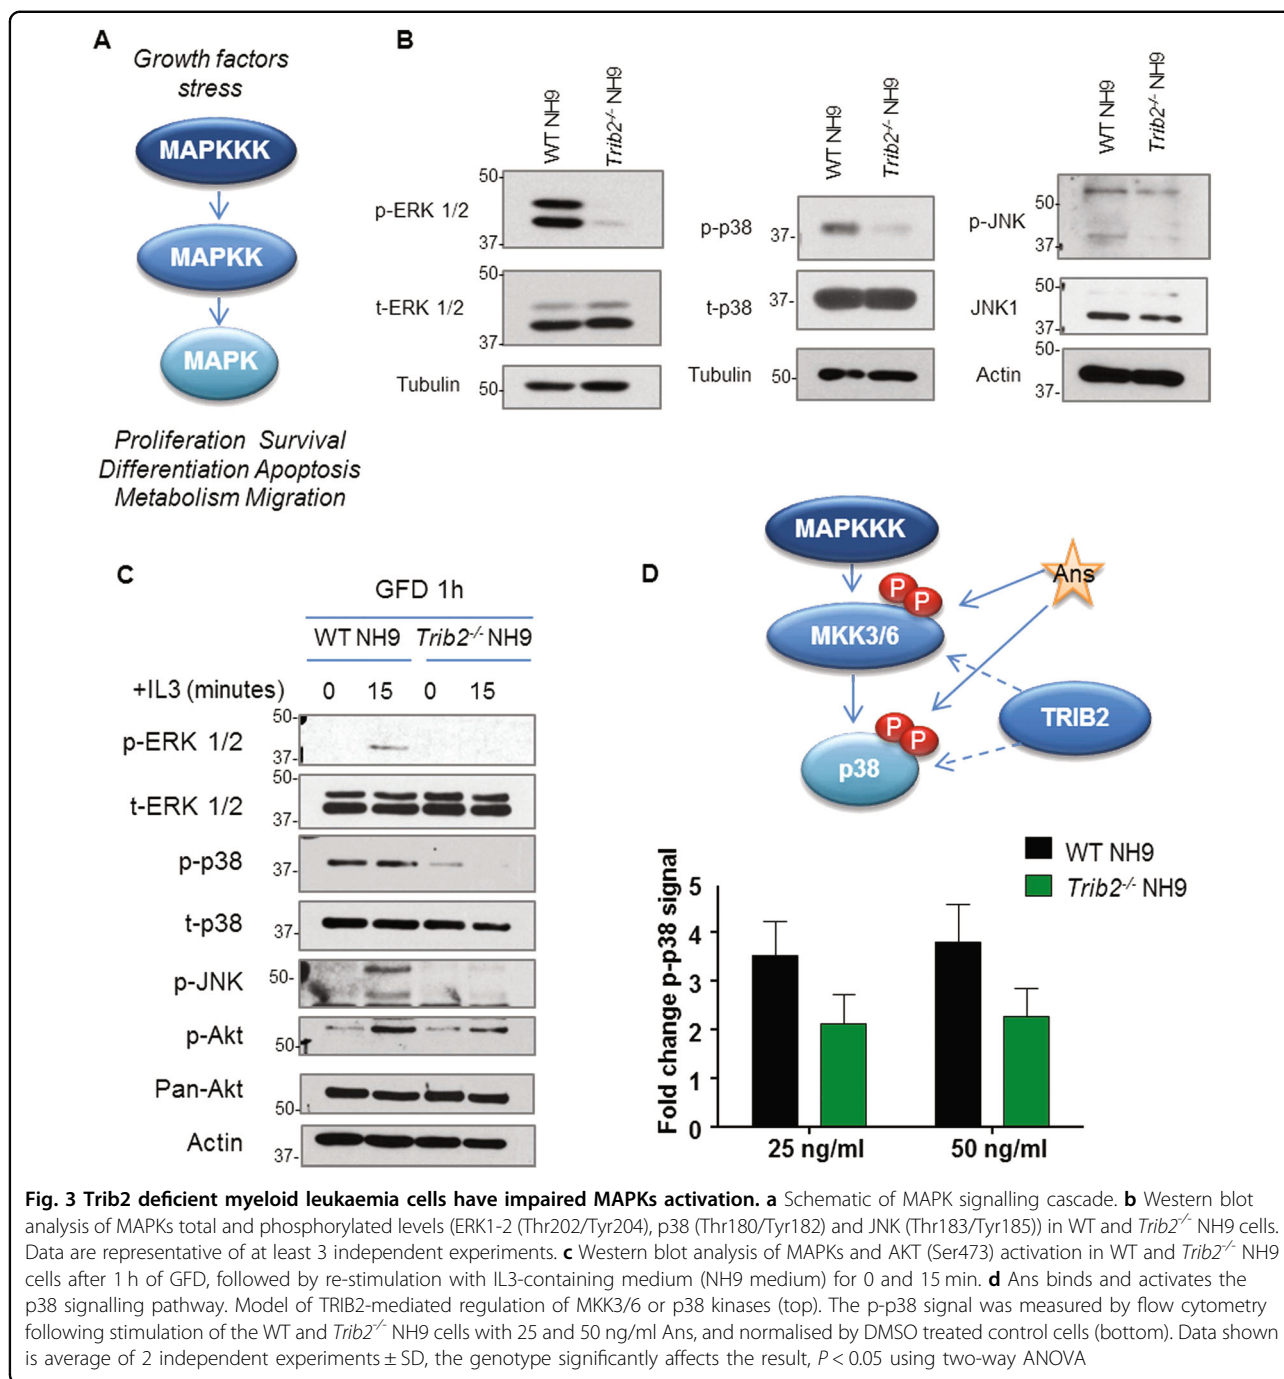 A
Growth factors
stress
MAPKKK
MAPKK
MAPK
Proliferation Survival
Differentiation Apoptosis
Metabolism Migration
B
WT NH9
Trib2-/- NH9
50-
p-ERK 1/2
37-
50-
t-ERK 1/2
37-
Tubulin
50-
WT NH9
Trib2-/- NH9
p-p38
37-
t-p38
37-
Tubulin
50-
WT NH9
Trib2-/- NH9
50-
p-JNK
37-
50-
JNK1
37-
50-
Actin
37-
C
GFD 1h
WT NH9 Trib2-/- NH9
+IL3 (minutes) 0 15 0 15
50-
p-ERK 1/2
37-
50-
t-ERK 1/2
37-
p-p38
37-
t-p38
37-
p-JNK
50-
p-Akt
50-
Pan-Akt
50-
Actin
37-
D
MAPKKK
Ans
P
P
MKK3/6
TRIB2
P
P
p38
WT NH9
Trib2-/- NH9
Fold change p-p38 signal
5
4
3
2
1
0
25 ng/ml 50 ng/ml
Fig. 3 Trib2 deficient myeloid leukaemia cells have impaired MAPKs activation. a Schematic of MAPK signalling cascade. b Western blot
analysis of MAPKs total and phosphorylated levels (ERK1-2 (Thr202/Tyr204), p38 (Thr180/Tyr182) and JNK (Thr183/Tyr185)) in WT and Trib2-/- NH9 cells.
Data are representative of at least 3 independent experiments. c Western blot analysis of MAPKs and AKT (Ser473) activation in WT and Trib2-/- NH9
cells after 1 h of GFD, followed by re-stimulation with IL3-containing medium (NH9 medium) for 0 and 15 min. d Ans binds and activates the
p38 signalling pathway. Model of TRIB2-mediated regulation of MKK3/6 or p38 kinases (top). The p-p38 signal was measured by flow cytometry
following stimulation of the WT and Trib2-/- NH9 cells with 25 and 50 ng/ml Ans, and normalised by DMSO treated control cells (bottom). Data shown
is average of 2 independent experiments ± SD, the genotype significantly affects the result, P < 0.05 using two-way ANOVA